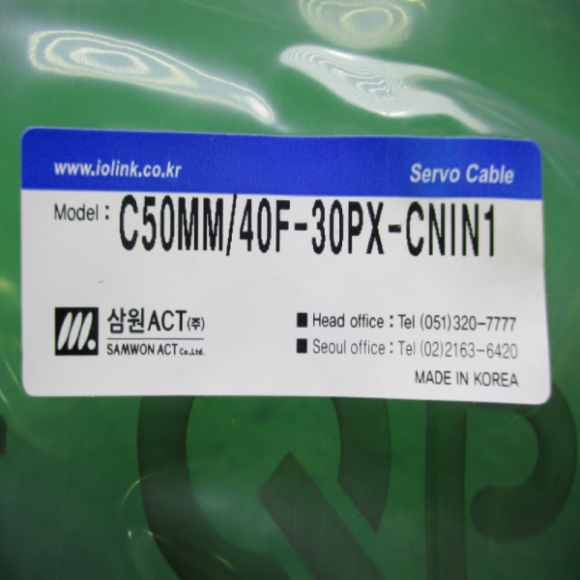 www.iolink.co.kr
Servo Cable
Model : C50MM/40F-30PX-CNIN1
삼원ACT(주)
SAMWON ACT Co.,Ltd.
■ Head office : Tel (051)320-7777
■ Seoul office : Tel (02)2163-6420
MADE IN KOREA
QP